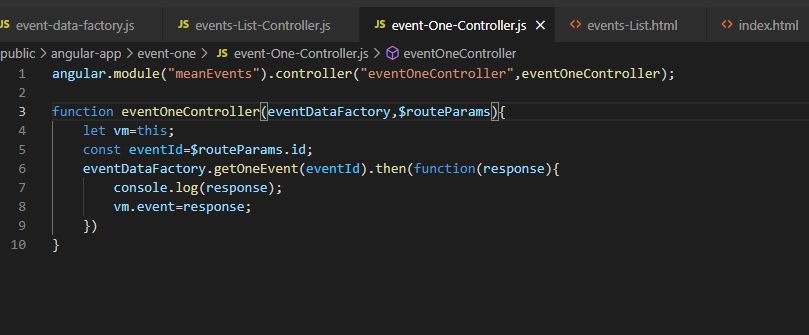 JS event-data-factory.js JS events-List-Controller.js JS event-One-Controller.js × <> events-List.html <> index.html
public > angular-app > event-one > JS event-One-Controller.js > eventOneController
1 angular.module("meanEvents").controller("eventOneController",eventOneController);
2
3 function eventOneController(eventDataFactory,$routeParams){
4 let vm=this;
5 const eventId=$routeParams.id;
6 eventDataFactory.getOneEvent(eventId).then(function(response){
7 console.log(response);
8 vm.event=response;
9 })
10 }